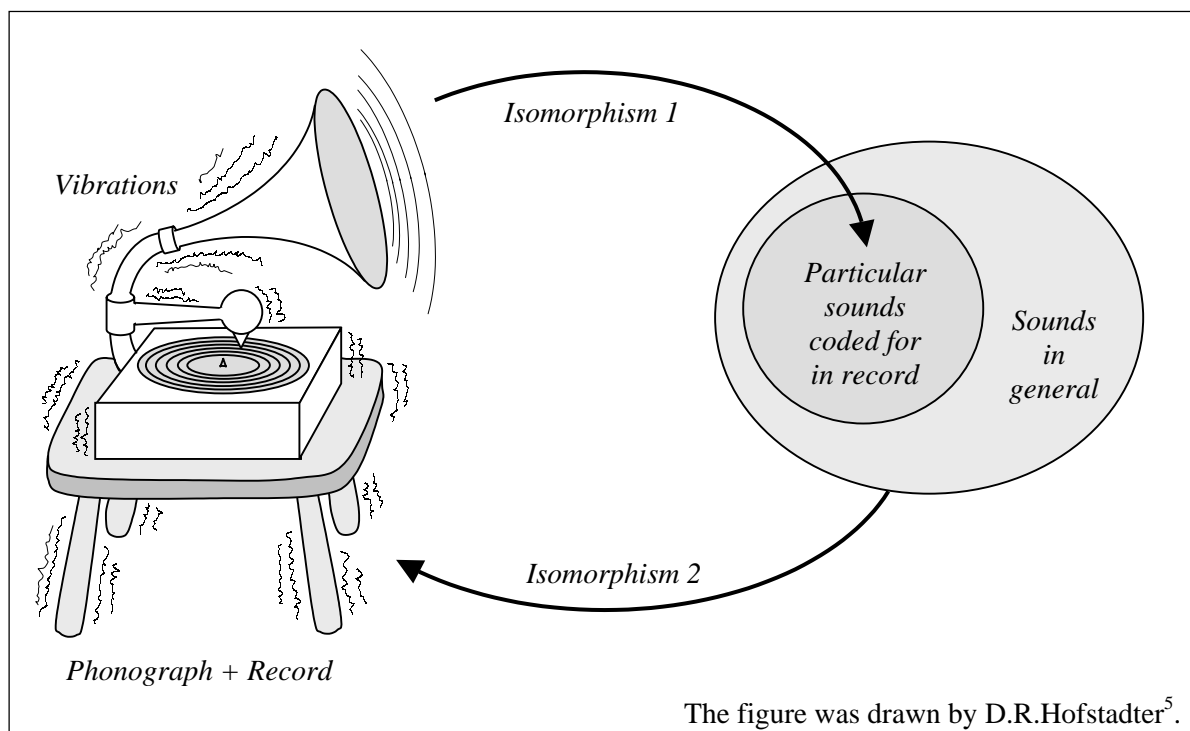 Isomorphism 1
Vibrations
Particular
sounds
coded for
in record
Sounds
in
general
Isomorphism 2
Phonograph + Record
The figure was drawn by D.R.Hofstadter⁵.